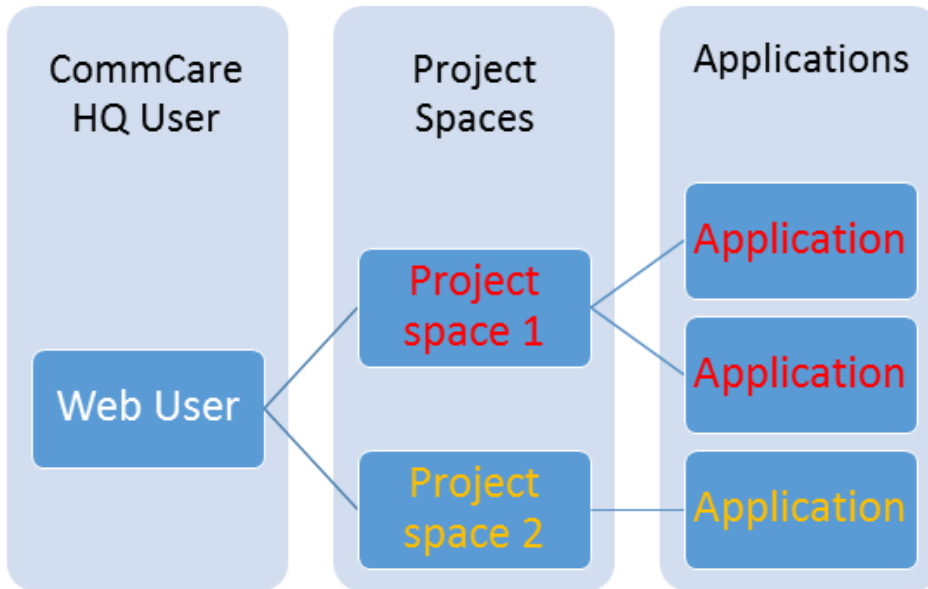 CommCare
HQ User
Web User
Project
Spaces
Project
space 1
Project
space 2
Applications
Application
Application
Application